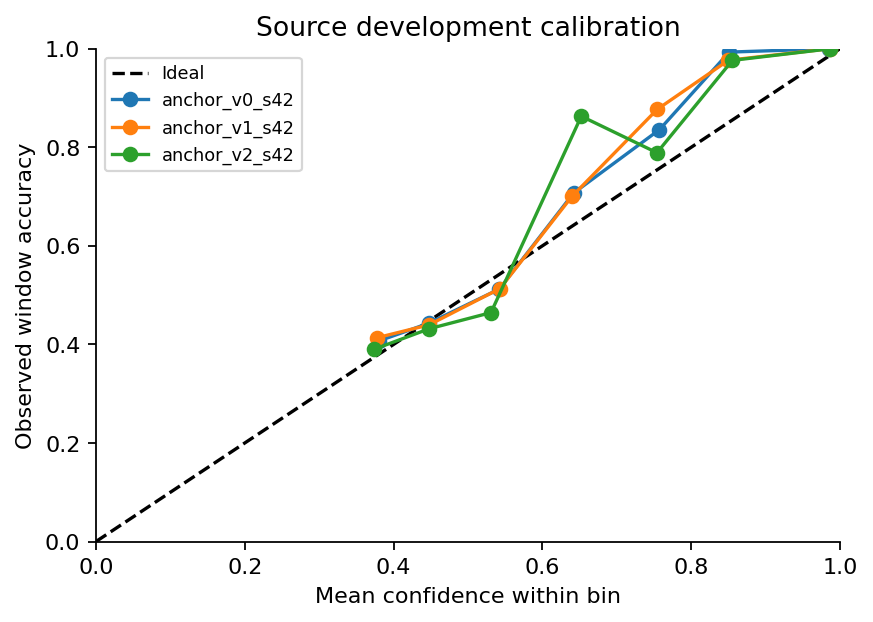 Source development calibration
1.0
0.8
0.6
0.4
0.2
0.0
Observed window accuracy
Ideal
anchor_v0_s42
anchor_v1_s42
anchor_v2_s42
0.0 0.2 0.4 0.6 0.8 1.0
Mean confidence within bin